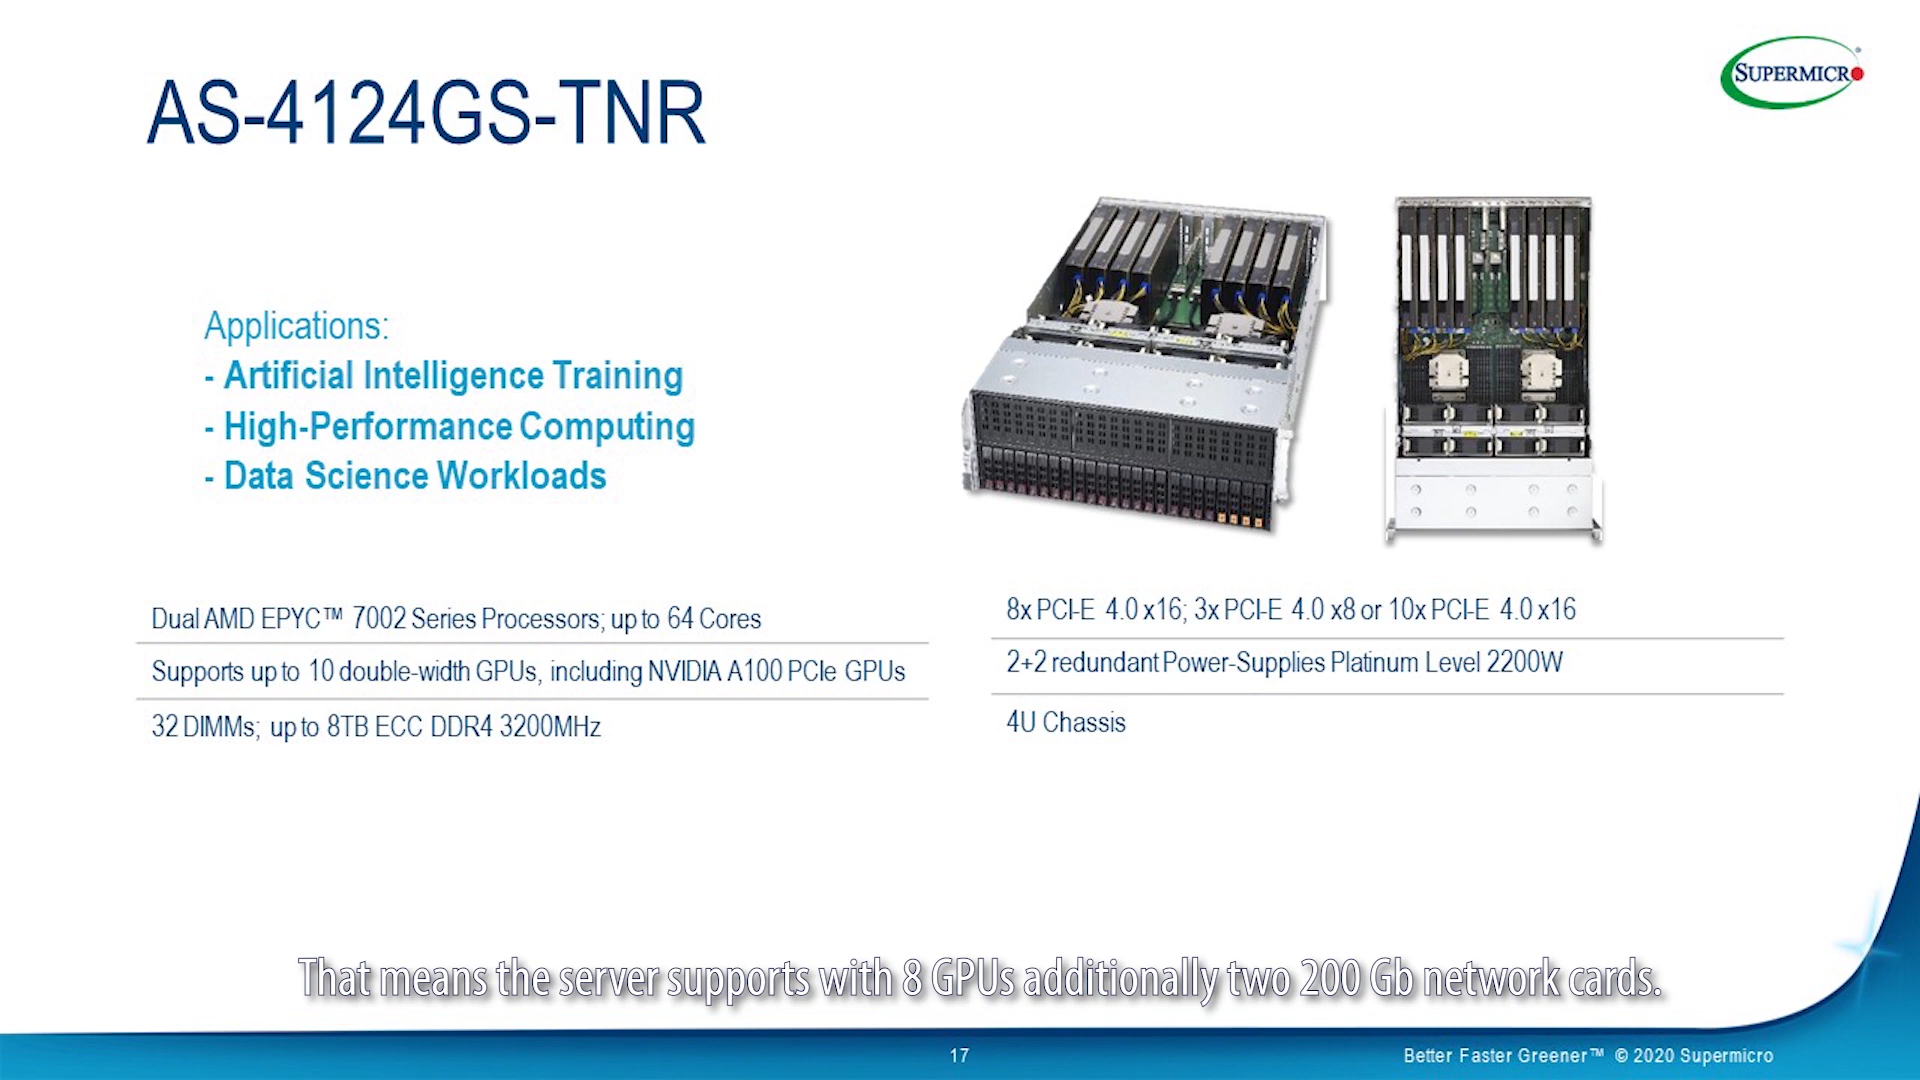 AS-4124GS-TNR
SUPERMICR
Applications:
- Artificial Intelligence Training
- High-Performance Computing
- Data Science Workloads
Dual AMD EPYC™ 7002 Series Processors; up to 64 Cores
Supports up to 10 double-width GPUs, including NVIDIA A100 PCIe GPUs
32 DIMMs; up to 8TB ECC DDR4 3200MHz
8x PCI-E 4.0 x16; 3x PCI-E 4.0 x8 or 10x PCI-E 4.0 x16
2+2 redundant Power-Supplies Platinum Level 2200W
4U Chassis
That means the server supports with 8 GPUs additionally two 200 Gb network cards.
17
Better Faster Greener™ © 2020 Supermicro